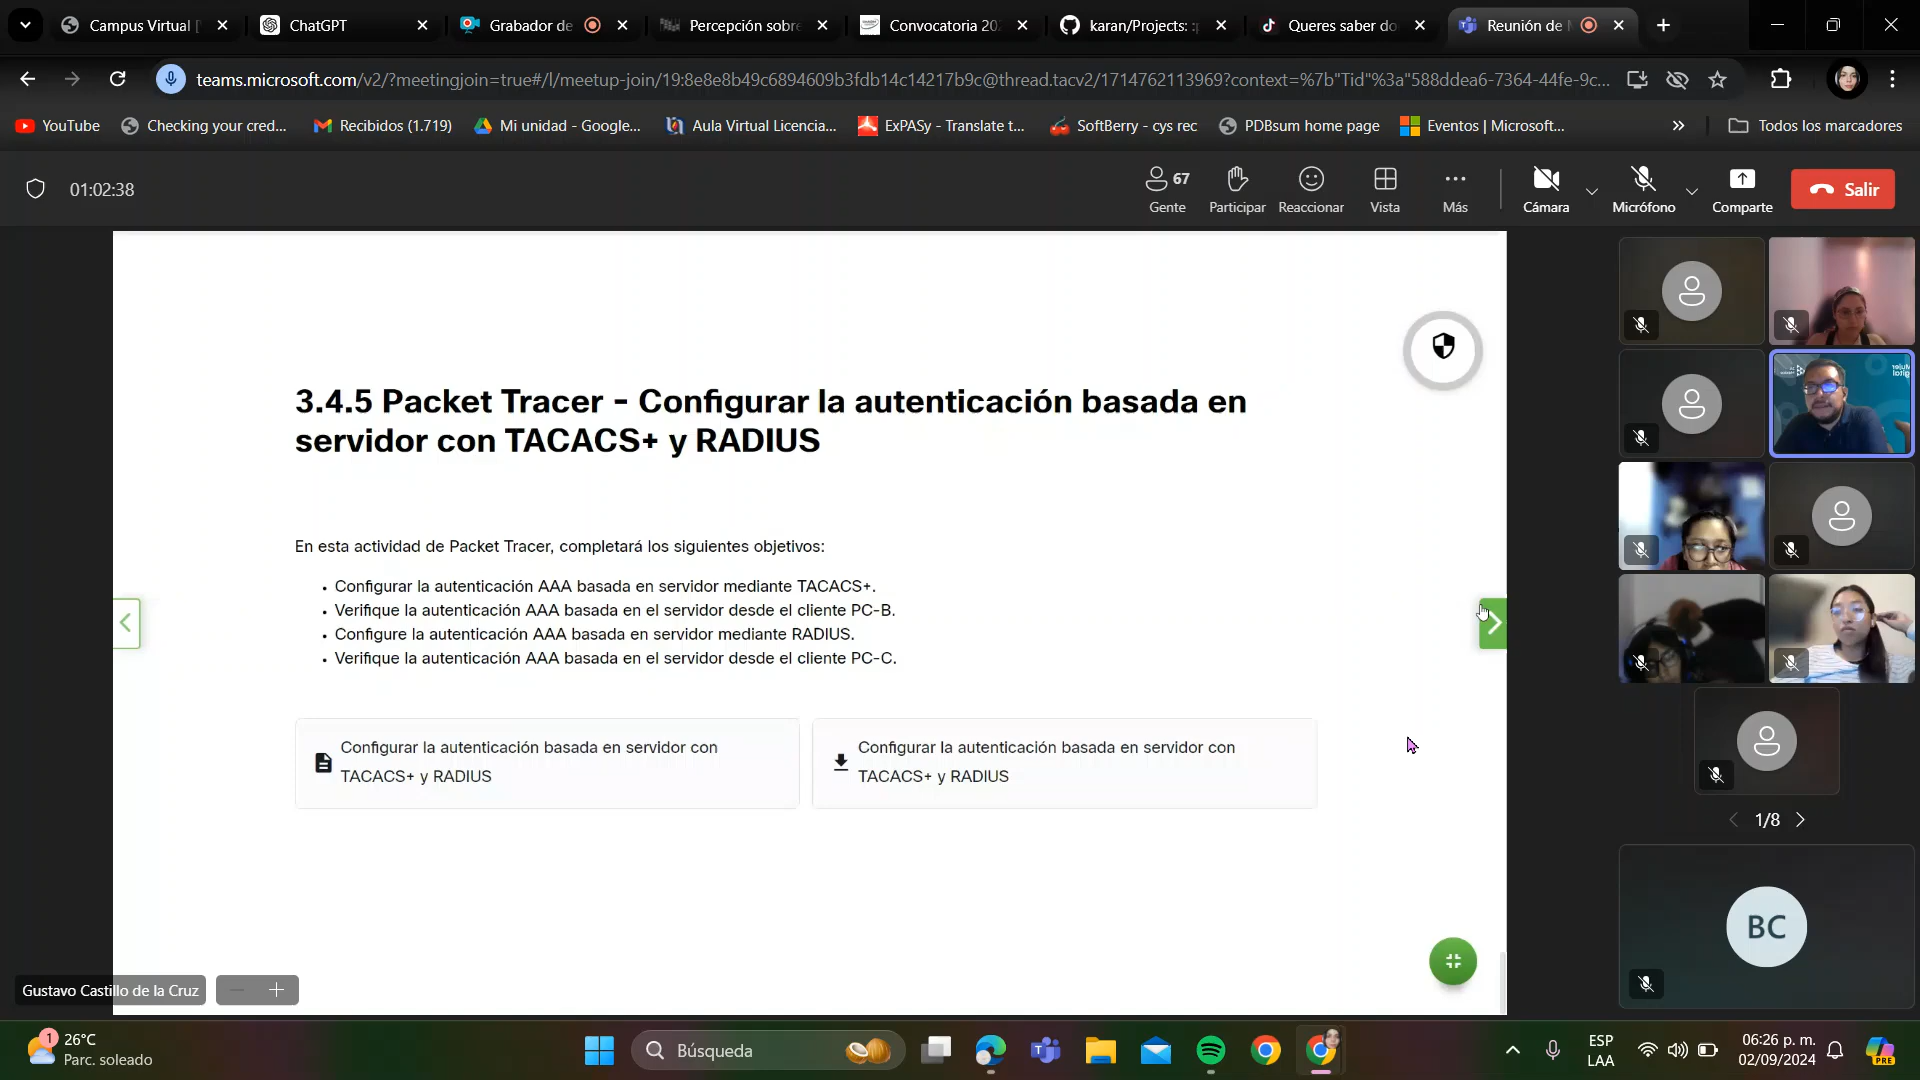 Campus Virtual [
ChatGPT
Grabador de
Percepción sobre
Convocatoria 202
karan/Projects: :p
Queres saber do
Reunión de
teams.microsoft.com/v2/?meetingjoin=true#/l/meetup-join/19:8e8e8b49c6894609b3fdb14c14217b9c@thread.tacv2/1714762113969?context=%7b"Tid"%3a"588ddea6-7364-44fe-9c...
YouTube
Checking your cred...
Recibidos (1.719)
Mi unidad - Google...
Aula Virtual Licencia...
ExPASy - Translate t...
SoftBerry - cys rec
PDBsum home page
Eventos | Microsoft...
»
Todos los marcadores
01:02:38
67
Gente
Participar
Reaccionar
Vista
Más
Cámara
Micrófono
Comparte
Salir
3.4.5 Packet Tracer - Configurar la autenticación basada en
servidor con TACACS+ y RADIUS
En esta actividad de Packet Tracer, completará los siguientes objetivos:
• Configurar la autenticación AAA basada en servidor mediante TACACS+.
• Verifique la autenticación AAA basada en el servidor desde el cliente PC-B.
• Configure la autenticación AAA basada en servidor mediante RADIUS.
• Verifique la autenticación AAA basada en el servidor desde el cliente PC-C.
Configurar la autenticación basada en servidor con
TACACS+ y RADIUS
Configurar la autenticación basada en servidor con
TACACS+ y RADIUS
1/8
BC
Gustavo Castillo de la Cruz
1
26°C
Parc. soleado
Búsqueda
ESP
LAA
06:26 p. m.
02/09/2024
PRE